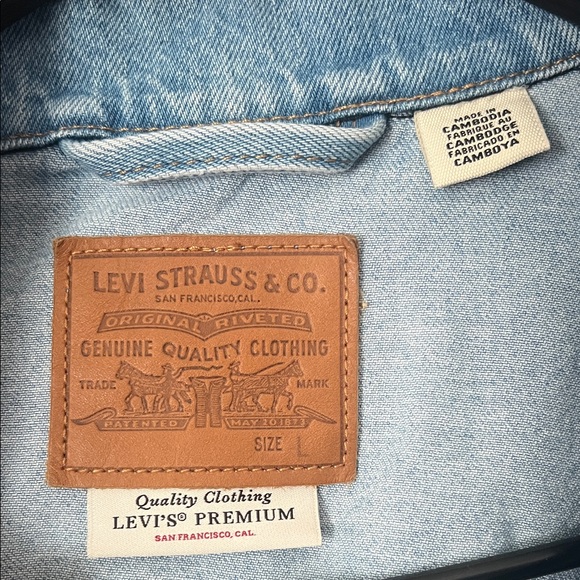 MADE IN
CAMBODIA
FABRIQUE AU
CAMBODGE
FABRICADO EN
CAMBOYA
LEVI STRAUSS & CO.
SAN FRANCISCO, CAL.
ORIGINAL RIVETED
GENUINE QUALITY CLOTHING
TRADE MARK
PATENTED MAY 20 1873
SIZE L
Quality Clothing
LEVI'S® PREMIUM
SAN FRANCISCO, CAL.